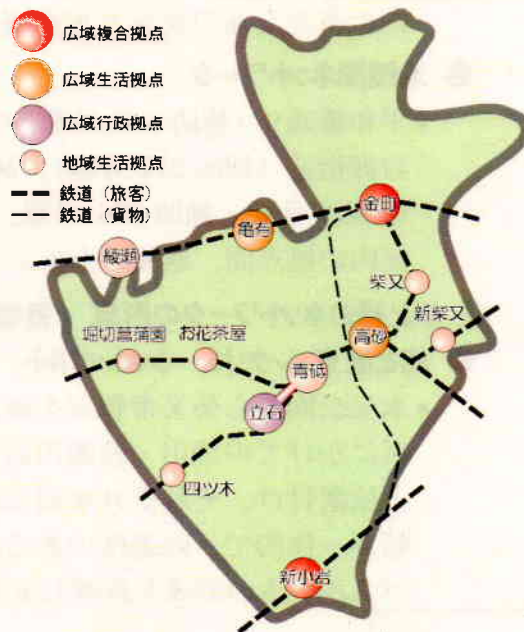 広域複合拠点
広域生活拠点
広域行政拠点
地域生活拠点
鉄道（旅客）
鉄道（貨物）
金町
亀有
綾瀬
柴又
新柴又
堀切菖蒲園
お花茶屋
高砂
青砥
立石
四ツ木
新小岩